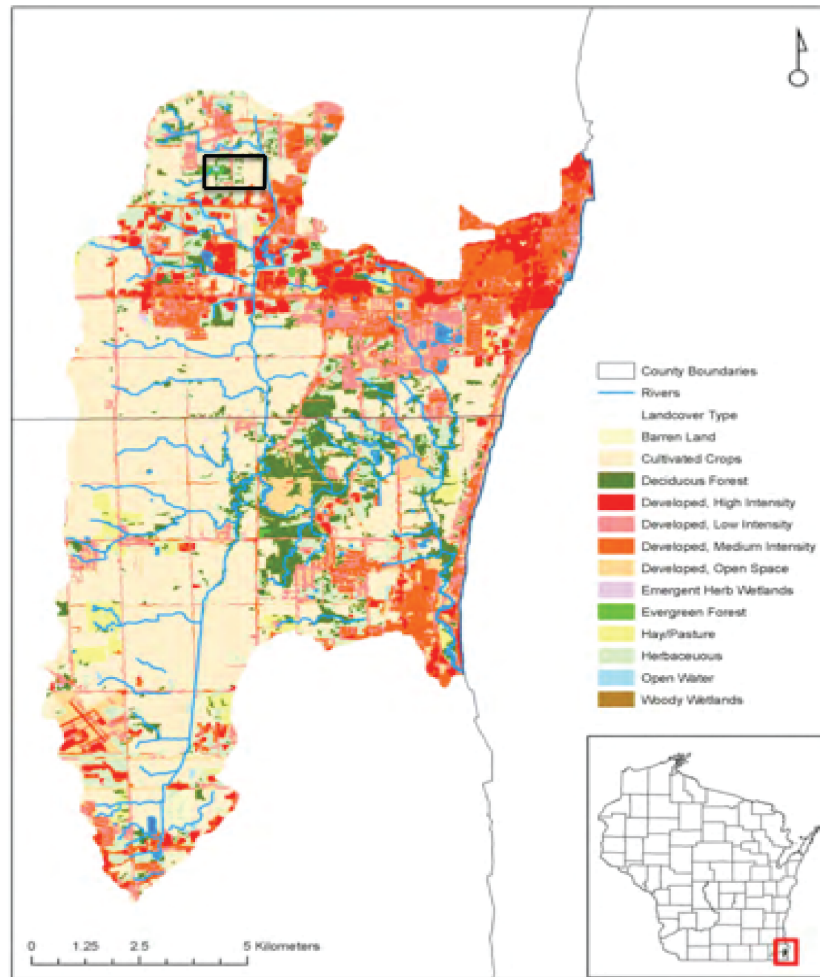 County Boundaries
Rivers
Landcover Type
Barren Land
Cultivated Crops
Deciduous Forest
Developed, High Intensity
Developed, Low Intensity
Developed, Medium Intensity
Developed, Open Space
Emergent Herb Wetlands
Evergreen Forest
Hay/Pasture
Herbaceuous
Open Water
Woody Wetlands
0 1.25 2.5 5 Kilometers